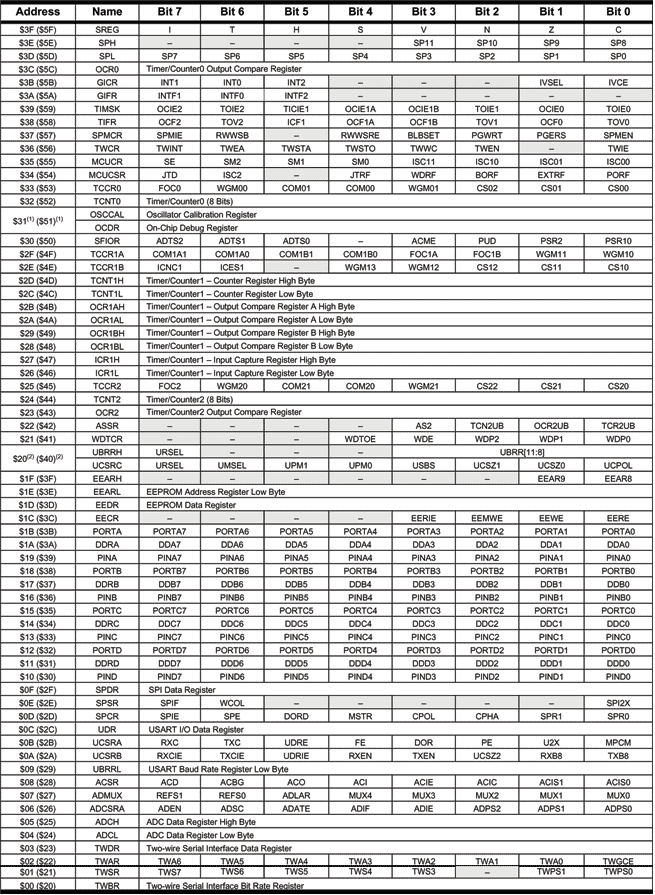 Address Name Bit 7 Bit 6 Bit 5 Bit 4 Bit 3 Bit 2 Bit 1 Bit 0
$3F ($5F) SREG I T H S V N Z C
$3E ($5E) SPH – – – – SP11 SP10 SP9 SP8
$3D ($5D) SPL SP7 SP6 SP5 SP4 SP3 SP2 SP1 SP0
$3C ($5C) OCR0 Timer/Counter0 Output Compare Register
$3B ($5B) GICR INT1 INT0 INT2 – – – IVSEL IVCE
$3A ($5A) GIFR INTF1 INTF0 INTF2 – – – – –
$39 ($59) TIMSK OCIE2 TOIE2 TICIE1 OCIE1A OCIE1B TOIE1 OCIE0 TOIE0
$38 ($58) TIFR OCF2 TOV2 ICF1 OCF1A OCF1B TOV1 OCF0 TOV0
$37 ($57) SPMCR SPMIE RWWSB – RWWSRE BLBSET PGWRT PGERS SPMEN
$36 ($56) TWCR TWINT TWEA TWSTA TWSTO TWWC TWEN – TWIE
$35 ($55) MCUCR SE SM2 SM1 SM0 ISC11 ISC10 ISC01 ISC00
$34 ($54) MCUCSR JTD ISC2 – JTRF WDRF BORF EXTRF PORF
$33 ($53) TCCR0 FOC0 WGM00 COM01 COM00 WGM01 CS02 CS01 CS00
$32 ($52) TCNT0 Timer/Counter0 (8 Bits)
$31(1) ($51)(1) OSCCAL Oscillator Calibration Register
OCDR On-Chip Debug Register
$30 ($50) SFIOR ADTS2 ADTS1 ADTS0 – ACME PUD PSR2 PSR10
$2F ($4F) TCCR1A COM1A1 COM1A0 COM1B1 COM1B0 FOC1A FOC1B WGM11 WGM10
$2E ($4E) TCCR1B ICNC1 ICES1 – WGM13 WGM12 CS12 CS11 CS10
$2D ($4D) TCNT1H Timer/Counter1 – Counter Register High Byte
$2C ($4C) TCNT1L Timer/Counter1 – Counter Register Low Byte
$2B ($4B) OCR1AH Timer/Counter1 – Output Compare Register A High Byte
$2A ($4A) OCR1AL Timer/Counter1 – Output Compare Register A Low Byte
$29 ($49) OCR1BH Timer/Counter1 – Output Compare Register B High Byte
$28 ($48) OCR1BL Timer/Counter1 – Output Compare Register B Low Byte
$27 ($47) ICR1H Timer/Counter1 – Input Capture Register High Byte
$26 ($46) ICR1L Timer/Counter1 – Input Capture Register Low Byte
$25 ($45) TCCR2 FOC2 WGM20 COM21 COM20 WGM21 CS22 CS21 CS20
$24 ($44) TCNT2 Timer/Counter2 (8 Bits)
$23 ($43) OCR2 Timer/Counter2 Output Compare Register
$22 ($42) ASSR – – – – AS2 TCN2UB OCR2UB TCR2UB
$21 ($41) WDTCR – – – WDTOE WDE WDP2 WDP1 WDP0
$20(2) ($40)(2) UBRRH URSEL – – – UBRR[11:8]
UCSRC URSEL UMSEL UPM1 UPM0 USBS UCSZ1 UCSZ0 UCPOL
$1F ($3F) EEARH – – – – – – EEAR9 EEAR8
$1E ($3E) EEARL EEPROM Address Register Low Byte
$1D ($3D) EEDR EEPROM Data Register
$1C ($3C) EECR – – – – EERIE EEMWE EEWE EERE
$1B ($3B) PORTA PORTA7 PORTA6 PORTA5 PORTA4 PORTA3 PORTA2 PORTA1 PORTA0
$1A ($3A) DDRA DDA7 DDA6 DDA5 DDA4 DDA3 DDA2 DDA1 DDA0
$19 ($39) PINA PINA7 PINA6 PINA5 PINA4 PINA3 PINA2 PINA1 PINA0
$18 ($38) PORTB PORTB7 PORTB6 PORTB5 PORTB4 PORTB3 PORTB2 PORTB1 PORTB0
$17 ($37) DDRB DDB7 DDB6 DDB5 DDB4 DDB3 DDB2 DDB1 DDB0
$16 ($36) PINB PINB7 PINB6 PINB5 PINB4 PINB3 PINB2 PINB1 PINB0
$15 ($35) PORTC PORTC7 PORTC6 PORTC5 PORTC4 PORTC3 PORTC2 PORTC1 PORTC0
$14 ($34) DDRC DDC7 DDC6 DDC5 DDC4 DDC3 DDC2 DDC1 DDC0
$13 ($33) PINC PINC7 PINC6 PINC5 PINC4 PINC3 PINC2 PINC1 PINC0
$12 ($32) PORTD PORTD7 PORTD6 PORTD5 PORTD4 PORTD3 PORTD2 PORTD1 PORTD0
$11 ($31) DDRD DDD7 DDD6 DDD5 DDD4 DDD3 DDD2 DDD1 DDD0
$10 ($30) PIND PIND7 PIND6 PIND5 PIND4 PIND3 PIND2 PIND1 PIND0
$0F ($2F) SPDR SPI Data Register
$0E ($2E) SPSR SPIF WCOL – – – – – SPI2X
$0D ($2D) SPCR SPIE SPE DORD MSTR CPOL CPHA SPR1 SPR0
$0C ($2C) UDR USART I/O Data Register
$0B ($2B) UCSRA RXC TXC UDRE FE DOR PE U2X MPCM
$0A ($2A) UCSRB RXCIE TXCIE UDRIE RXEN TXEN UCSZ2 RXB8 TXB8
$09 ($29) UBRRL USART Baud Rate Register Low Byte
$08 ($28) ACSR ACD ACBG ACO ACI ACIE ACIC ACIS1 ACIS0
$07 ($27) ADMUX REFS1 REFS0 ADLAR MUX4 MUX3 MUX2 MUX1 MUX0
$06 ($26) ADCSRA ADEN ADSC ADATE ADIF ADIE ADPS2 ADPS1 ADPS0
$05 ($25) ADCH ADC Data Register High Byte
$04 ($24) ADCL ADC Data Register Low Byte
$03 ($23) TWDR Two-wire Serial Interface Data Register
$02 ($22) TWAR TWA6 TWA5 TWA4 TWA3 TWA2 TWA1 TWA0 TWGCE
$01 ($21) TWSR TWS7 TWS6 TWS5 TWS4 TWS3 – TWPS1 TWPS0
$00 ($20) TWBR Two-wire Serial Interface Bit Rate Register